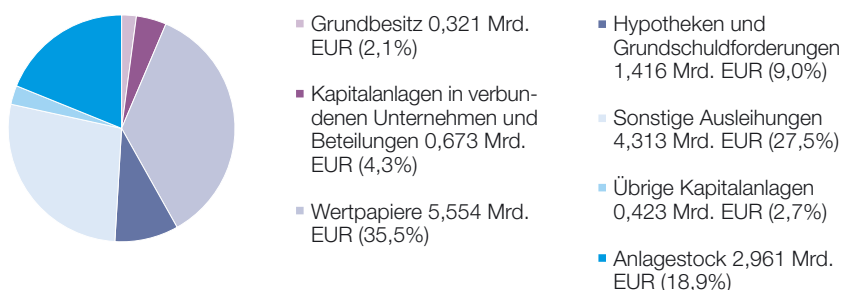 Grundbesitz 0,321 Mrd.
EUR (2,1%)
Kapitalanlagen in verbun-
denen Unternehmen und
Beteilungen 0,673 Mrd.
EUR (4,3%)
Wertpapiere 5,554 Mrd.
EUR (35,5%)
Hypotheken und
Grundschuldforderungen
1,416 Mrd. EUR (9,0%)
Sonstige Ausleihungen
4,313 Mrd. EUR (27,5%)
Übrige Kapitalanlagen
0,423 Mrd. EUR (2,7%)
Anlagestock 2,961 Mrd.
EUR (18,9%)